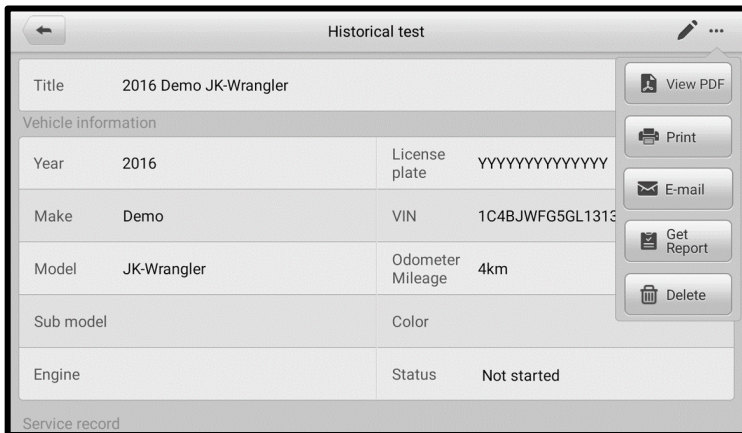 Historical test
Title 2016 Demo JK-Wrangler
View PDF
Vehicle information
Print
Year 2016 License plate YYYYYYYYYYYYYY
E-mail
Make Demo VIN 1C4BJWFG5GL1313
Get Report
Model JK-Wrangler Odometer Mileage 4km
Delete
Sub model Color
Engine Status Not started
Service record